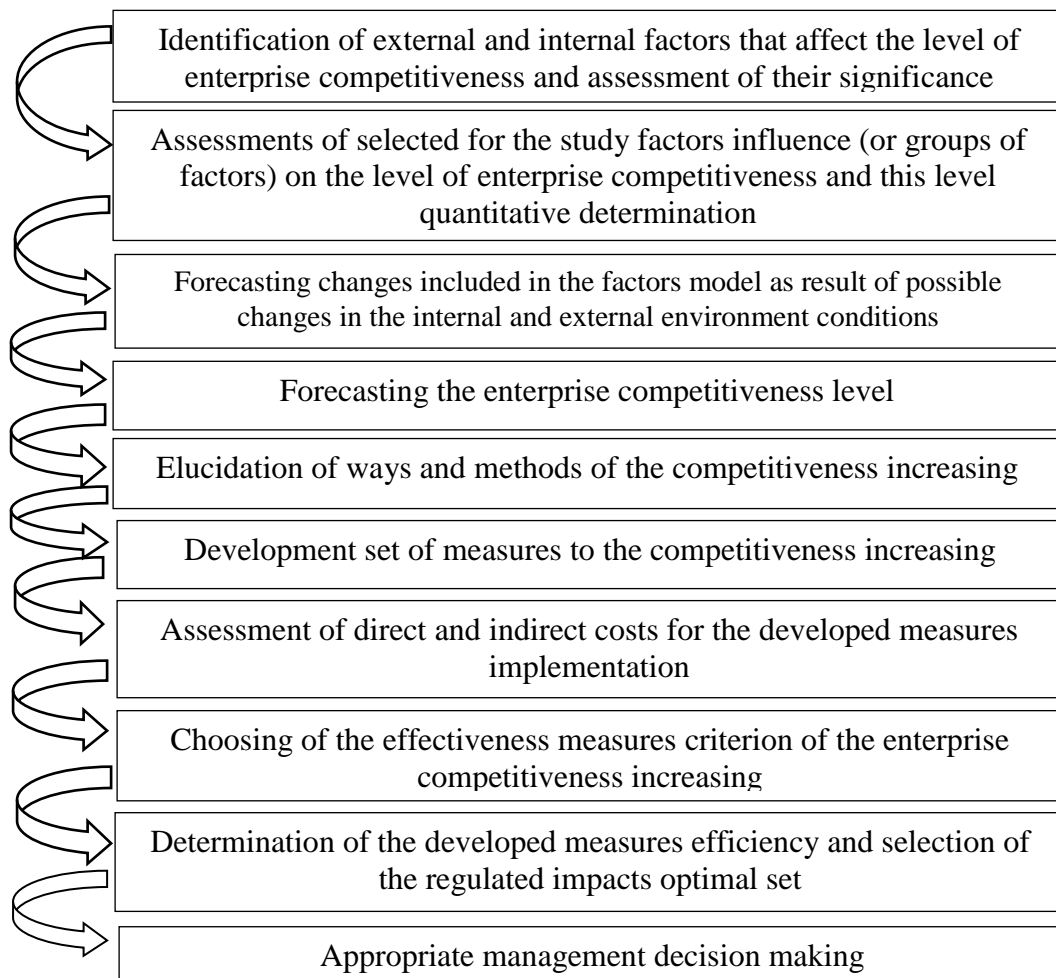 Identification of external and internal factors that affect the level of
enterprise competitiveness and assessment of their significance
Assessments of selected for the study factors influence (or groups of
factors) on the level of enterprise competitiveness and this level
quantitative determination
Forecasting changes included in the factors model as result of possible
changes in the internal and external environment conditions
Forecasting the enterprise competitiveness level
Elucidation of ways and methods of the competitiveness increasing
Development set of measures to the competitiveness increasing
Assessment of direct and indirect costs for the developed measures
implementation
Choosing of the effectiveness measures criterion of the enterprise
competitiveness increasing
Determination of the developed measures efficiency and selection of
the regulated impacts optimal set
Appropriate management decision making